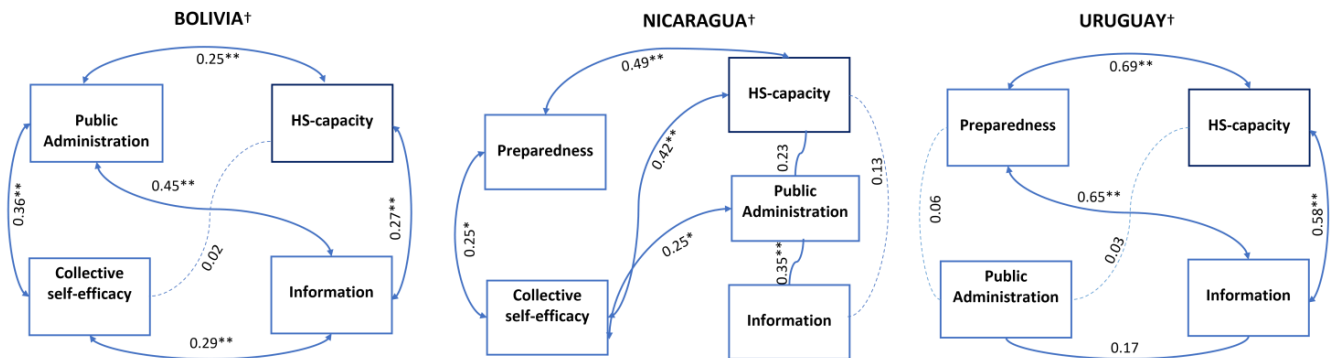 BOLIVIA†
0.25**
Public
Administration
HS-capacity
0.45**
0.36**
0.27**
0.02
Collective
self-efficacy
Information
0.29**
NICARAGUA†
0.49**
HS-capacity
Preparedness
0.42**
0.23
0.13
Public
Administration
0.25*
0.25*
0.35**
Collective
self-efficacy
Information
URUGUAY†
0.69**
Preparedness
HS-capacity
0.65**
0.06
0.58**
0.03
Public
Administration
Information
0.17